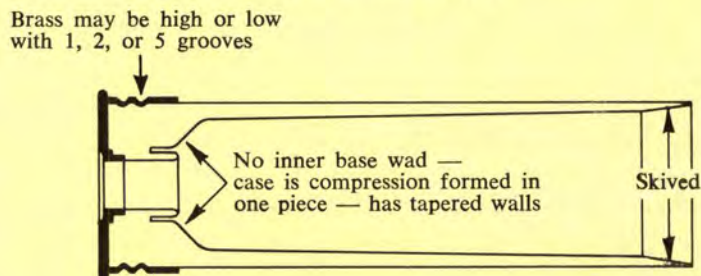 Brass may be high or low
with 1, 2, or 5 grooves
No inner base wad —
case is compression formed in
one piece — has tapered walls
Skived